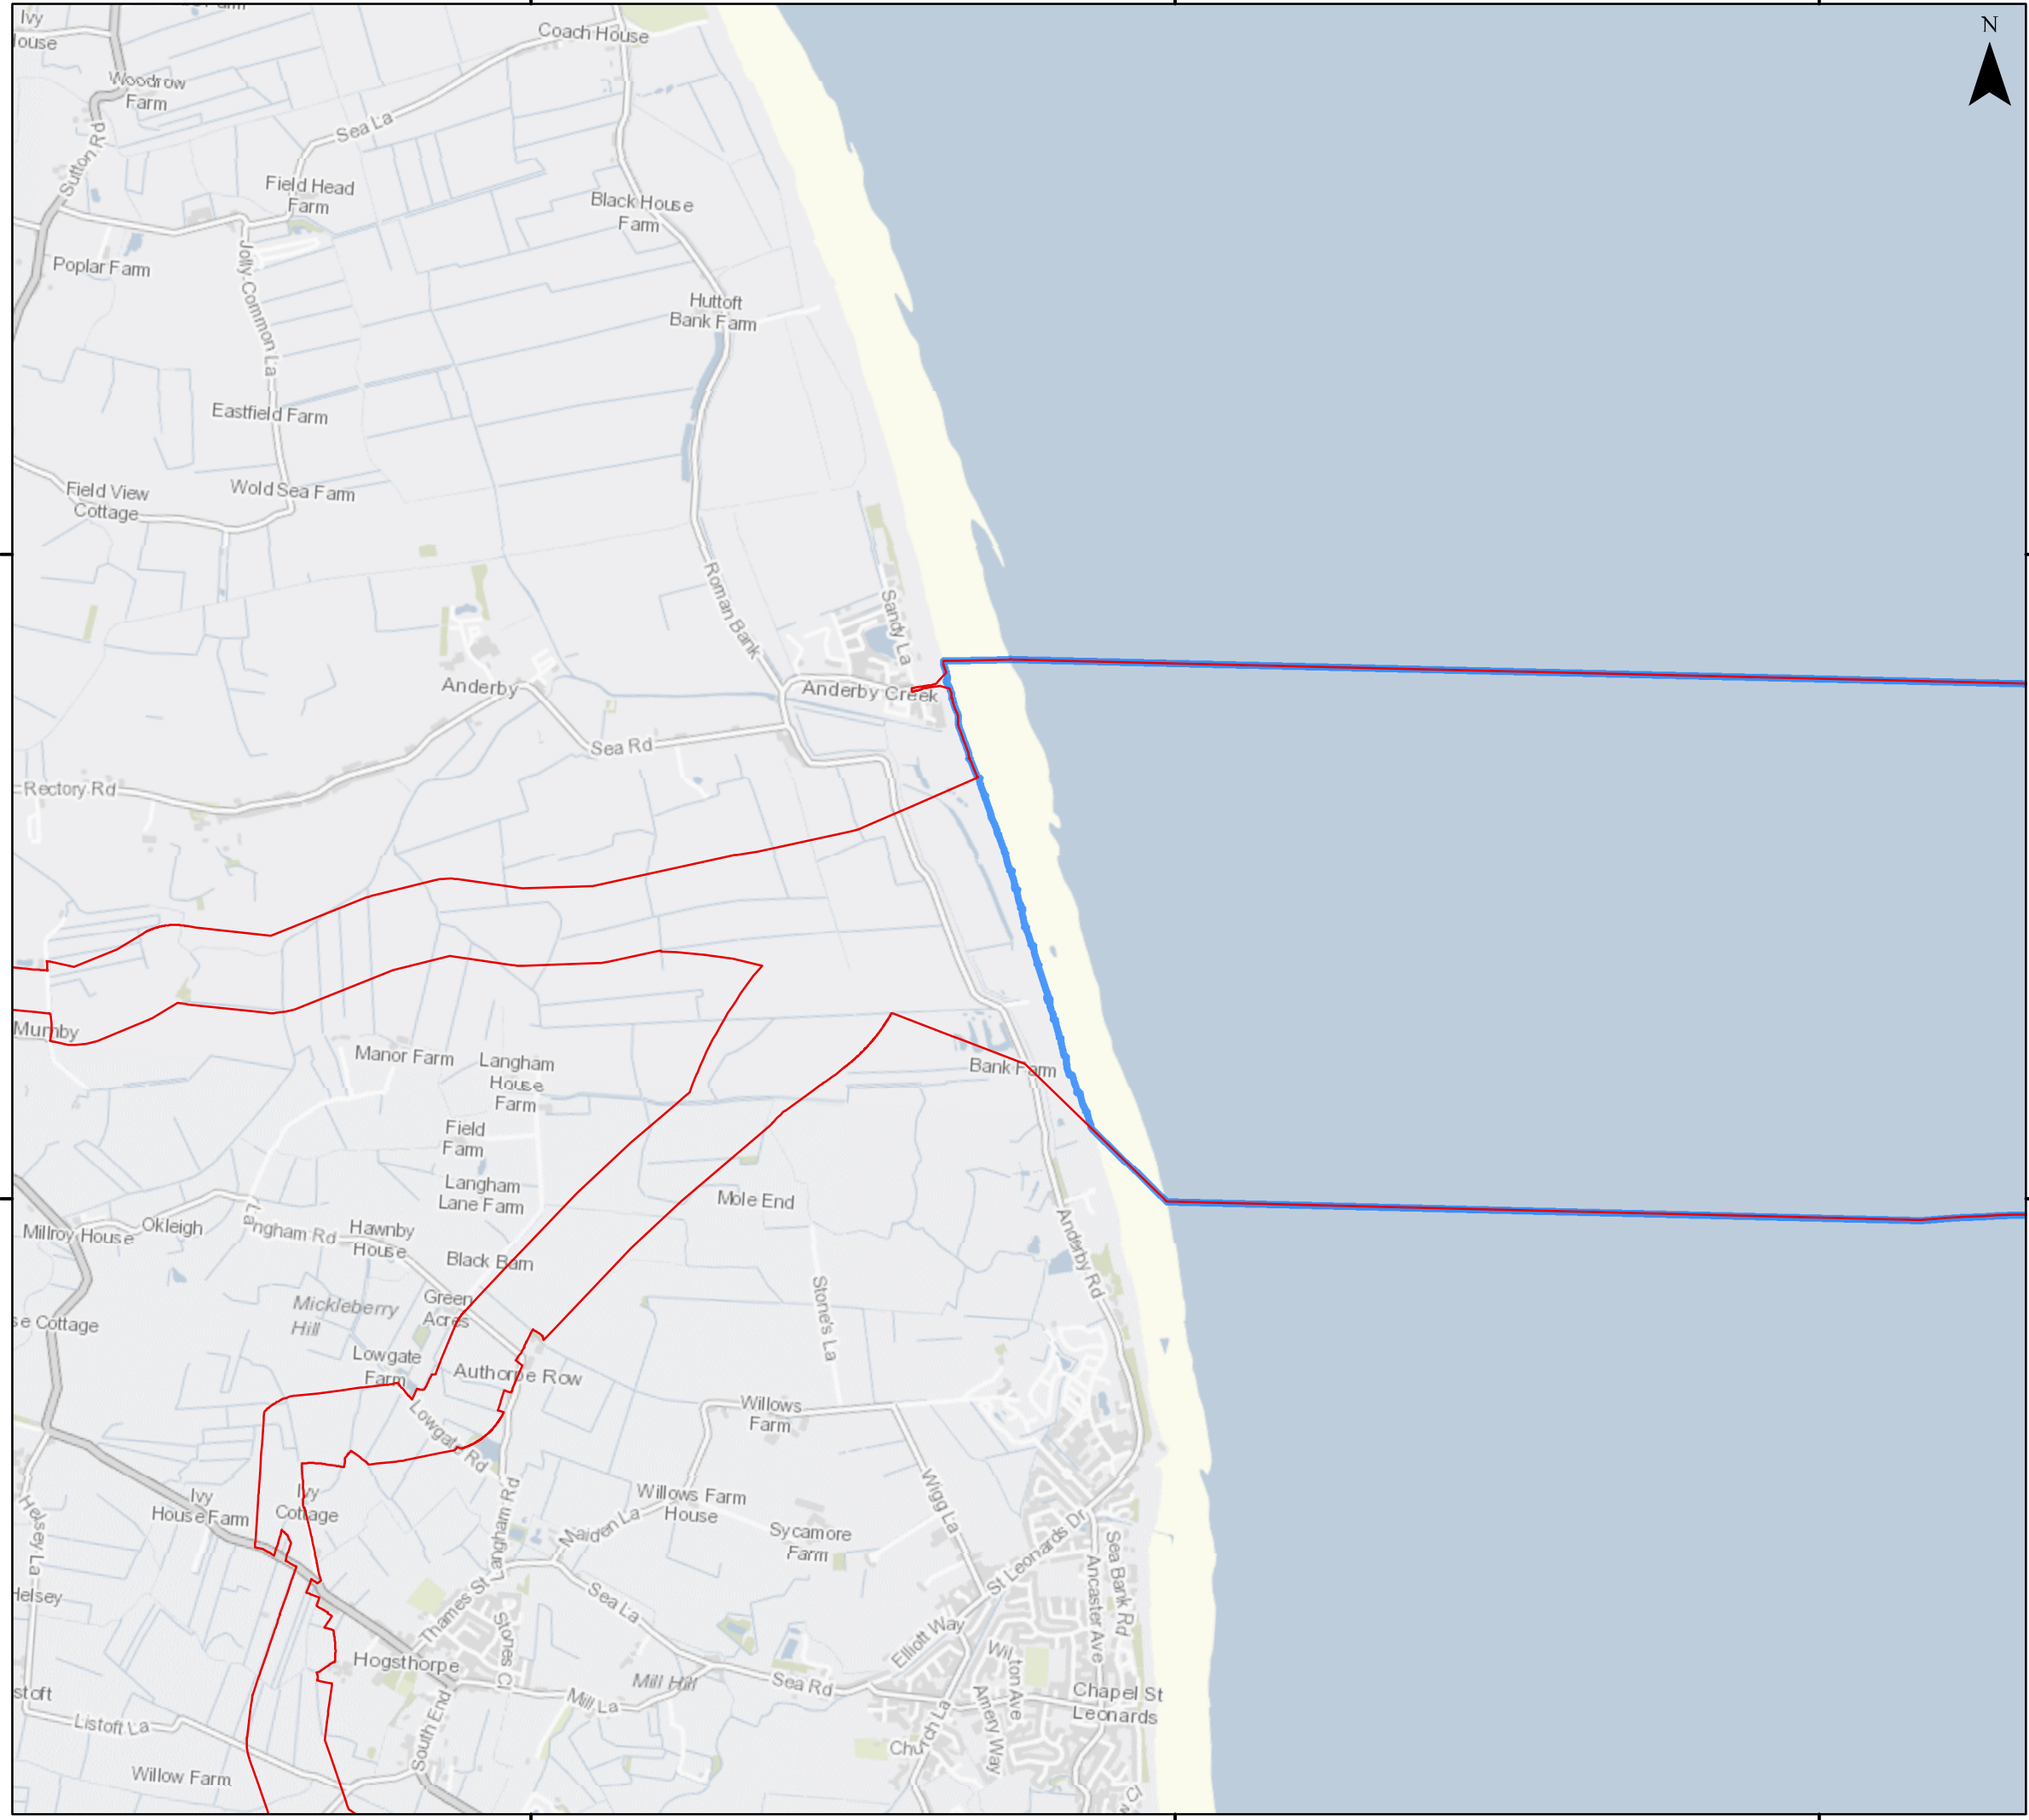 Ivy
Coach House
N
Woodrow
Farm
Sea La
Sutton Rd
Field Head
Farm
Black House
Farm
Poplar Farm
Jolly Common La
Huttoft
Bank Farm
Eastfield Farm
Field View
Cottage
Wold Sea Farm
Roman Bank
Sandy La
Anderby
Anderby Creek
Sea Rd
Rectory Rd
Mumby
Manor Farm
Langham
House
Farm
Bank Farm
Field
Farm
Langham
Lane Farm
Mole End
Millroy House
Okleigh
Langham Rd
Hawnby
House
Anderby Rd
Black Barn
Mickleberry
Hill
Green
Acres
Stone's La
se Cottage
Lowgate
Farm
Authorpe Row
Willows
Farm
Lowgate Rd
Ivy
House Farm
Ivy
Cottage
Helsey La
Langham Rd
Willows Farm
House
Maiden La
Sycamore
Farm
Wigg La
St Leonards Dr
Sea Bank Rd
Ancaster Ave
Helsey
Thames St
Stones Cl
Sea La
Elliott Way
Hogsthorpe
Mill Hill
Sea Rd
Wilton Ave
Amery Way
Chapel St
Leonards
stoft
Listoft La
Mill La
South End
Church La
Willow Farm